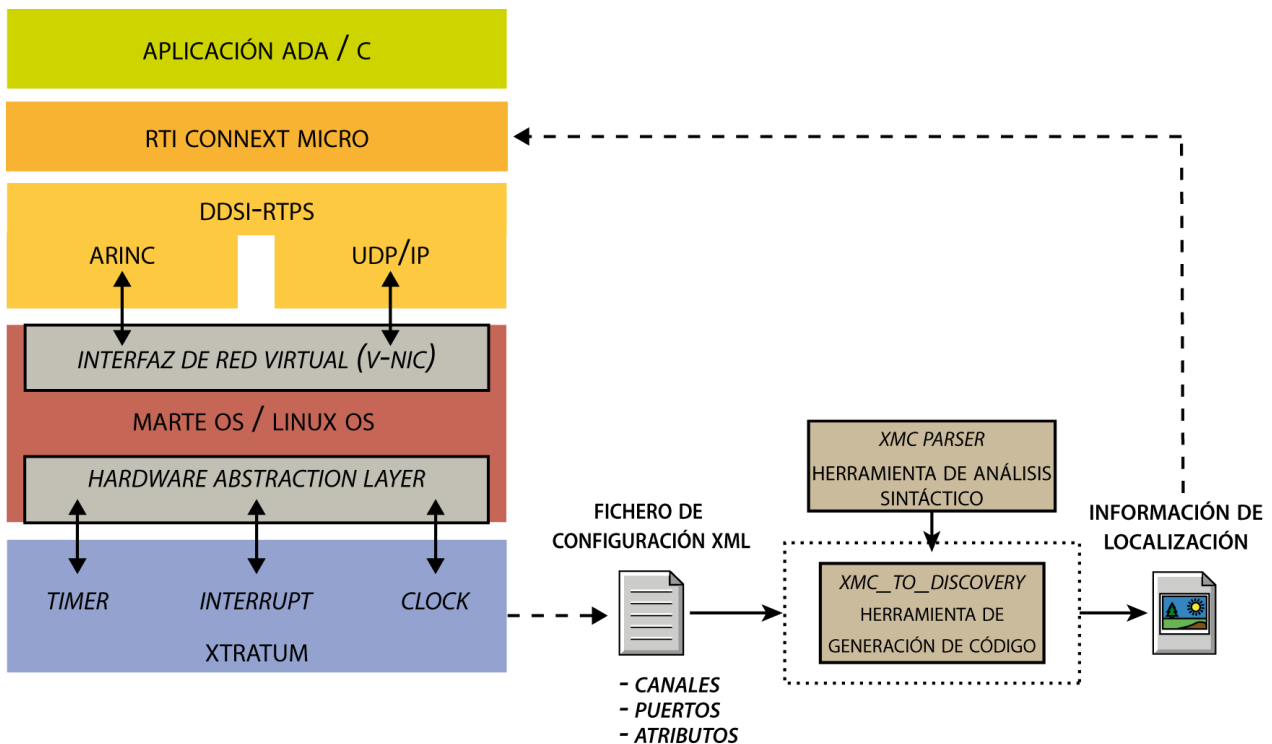 APLICACIÓN ADA / C
RTI CONNEXT MICRO
DDSI-RTPS
ARINC
UDP/IP
INTERFAZ DE RED VIRTUAL (V-NIC)
MARTE OS / LINUX OS
HARDWARE ABSTRACTION LAYER
TIMER
INTERRUPT
CLOCK
XTRATUM
FICHERO DE
CONFIGURACIÓN XML
- CANALES
- PUERTOS
- ATRIBUTOS
XMC PARSER
HERRAMIENTA DE ANÁLISIS
SINTÁCTICO
XMC_TO_DISCOVERY
HERRAMIENTA DE
GENERACIÓN DE CÓDIGO
INFORMACIÓN DE
LOCALIZACIÓN